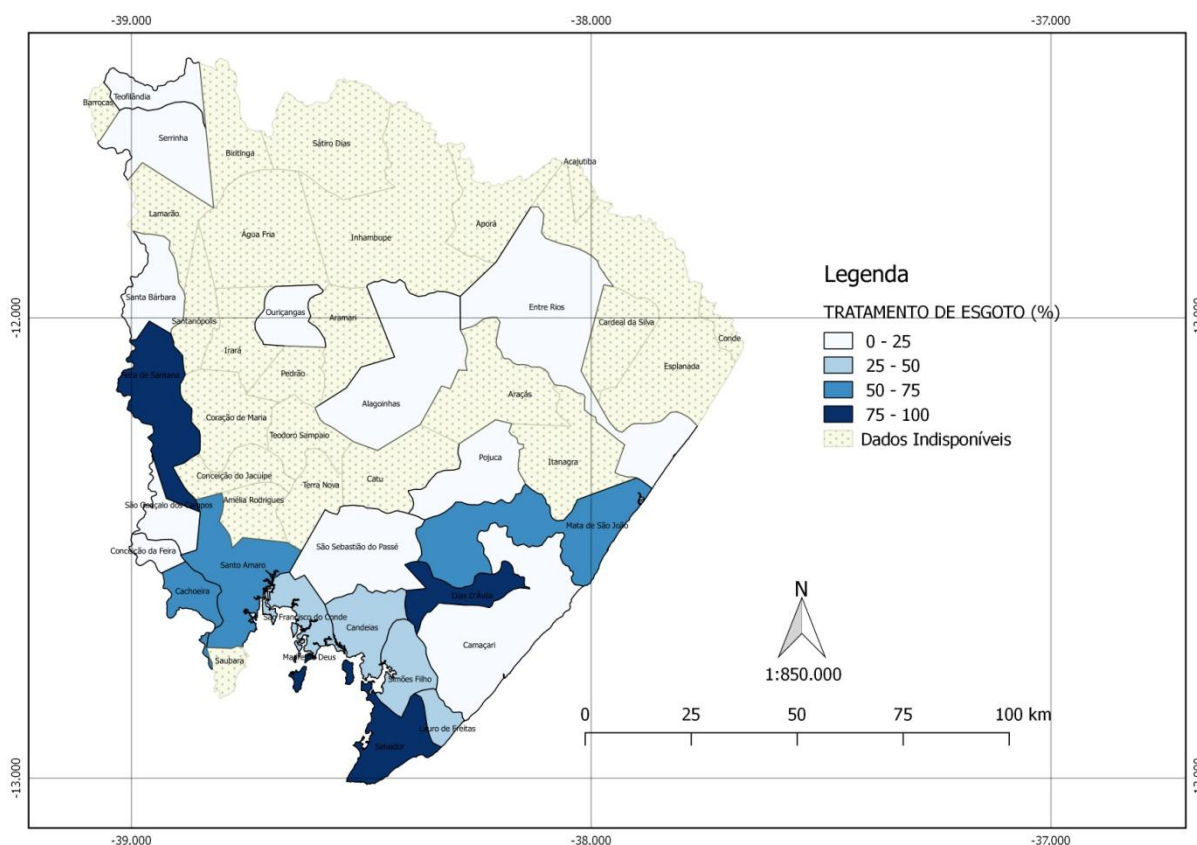 -39.000
-38.000
-37.000
Teofilândia
Barrocas
Serrinha
Biritinga
Sátiro Dias
Acajutiba
Lamarão
Água Fria
Inhambupe
Aporá
Santa Bárbara
Ouriçangas
Aramari
Entre Rios
Santanópolis
Cardeal da Silva
Conde
Irará
Pedrão
Esplanada
de Santana
Alagoinhas
Araçás
Coração de Maria
Teodoro Sampaio
Pojuca
Itanagra
Conceição do Jacuípe
Terra Nova
Catu
Amélia Rodrigues
São Gonçalo dos Campos
Mata de São João
Conceição da Feira
São Sebastião do Passé
Santo Amaro
Cachoeira
Dias D'Ávila
São Francisco do Conde
Candeias
Camaçari
Saubara
Madre de Deus
Simões Filho
Lauro de Freitas
Salvador
Legenda
TRATAMENTO DE ESGOTO (%)
0 - 25
25 - 50
50 - 75
75 - 100
Dados Indisponíveis
N
1:850.000
0 25 50 75 100 km
-12.000
-13.000
-39.000
-38.000
-37.000